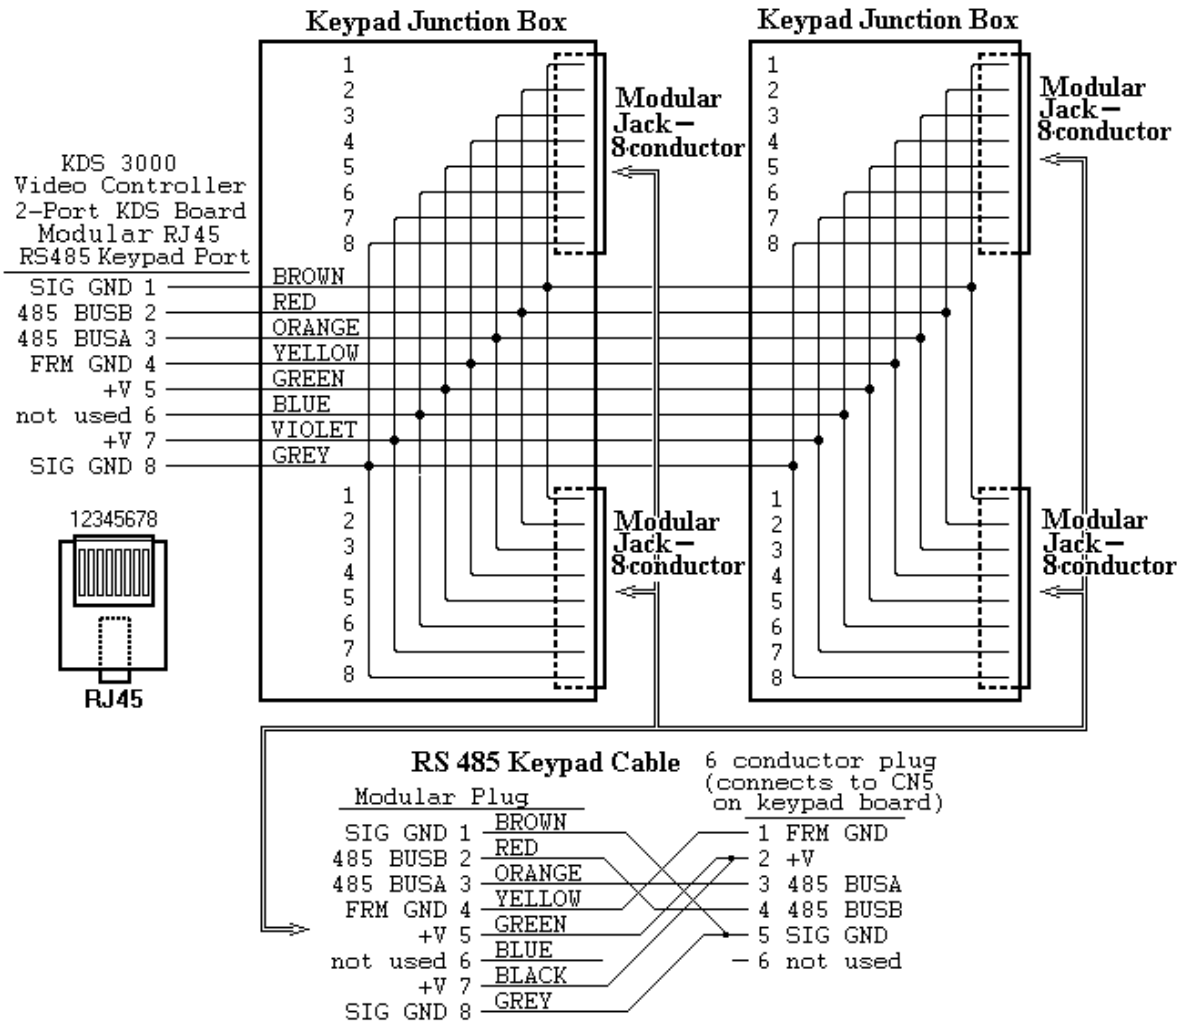 Keypad Junction Box
Keypad Junction Box
1
2
3
4
5
6
7
8
Modular
Jack—
8-conductor
1
2
3
4
5
6
7
8
Modular
Jack—
8-conductor
KDS 3000
Video Controller
2-Port KDS Board
Modular RJ45
RS485 Keypad Port
SIG GND 1 BROWN
485 BUSB 2 RED
485 BUSA 3 ORANGE
FRM GND 4 YELLOW
+V 5 GREEN
not used 6 BLUE
+V 7 VIOLET
SIG GND 8 GREY
1
2
3
4
5
6
7
8
Modular
Jack—
8-conductor
1
2
3
4
5
6
7
8
Modular
Jack—
8-conductor
12345678
RJ45
RS 485 Keypad Cable
6 conductor plug
(connects to CN5
on keypad board)
Modular Plug
SIG GND 1 BROWN
485 BUSB 2 RED
485 BUSA 3 ORANGE
FRM GND 4 YELLOW
+V 5 GREEN
not used 6 BLUE
+V 7 BLACK
SIG GND 8 GREY
1 FRM GND
2 +V
3 485 BUSA
4 485 BUSB
5 SIG GND
6 not used